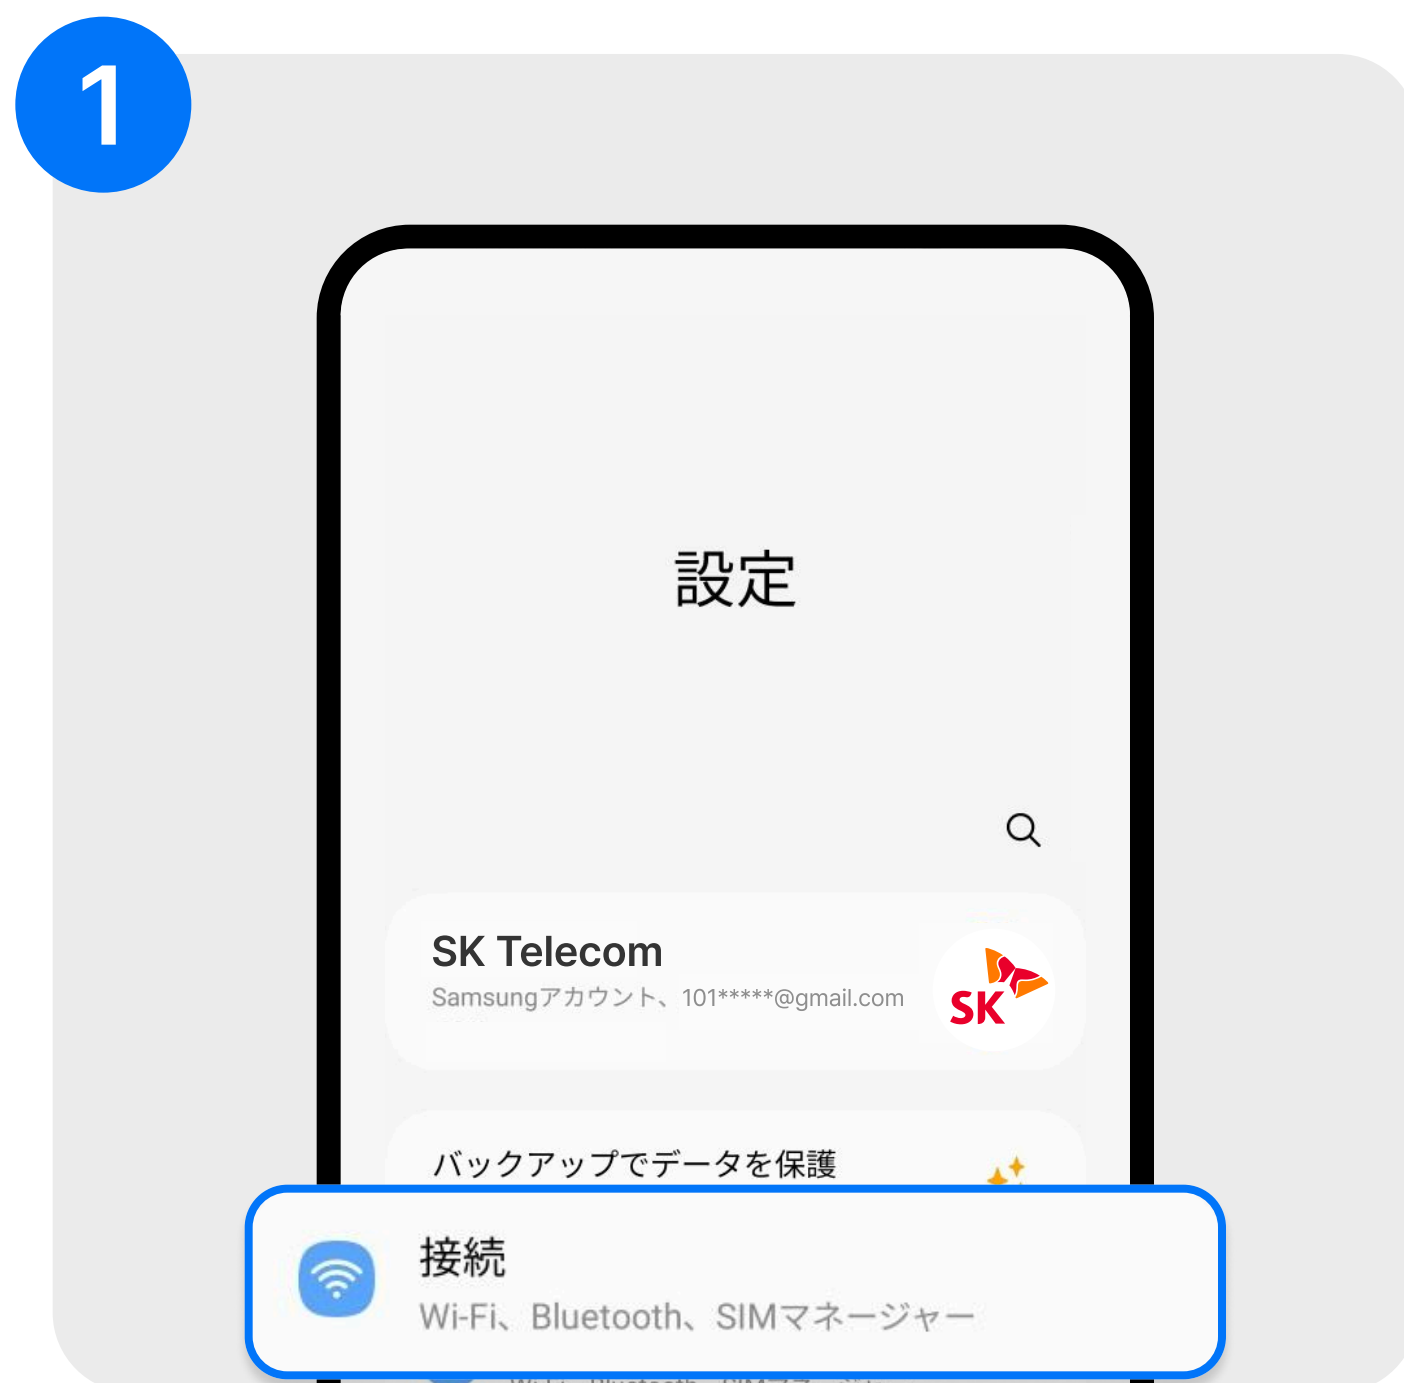 1
設定
SK Telecom
Samsungアカウント、101*****@gmail.com
SK
バックアップでデータを保護
接続
Wi-Fi、Bluetooth、SIMマネージャー